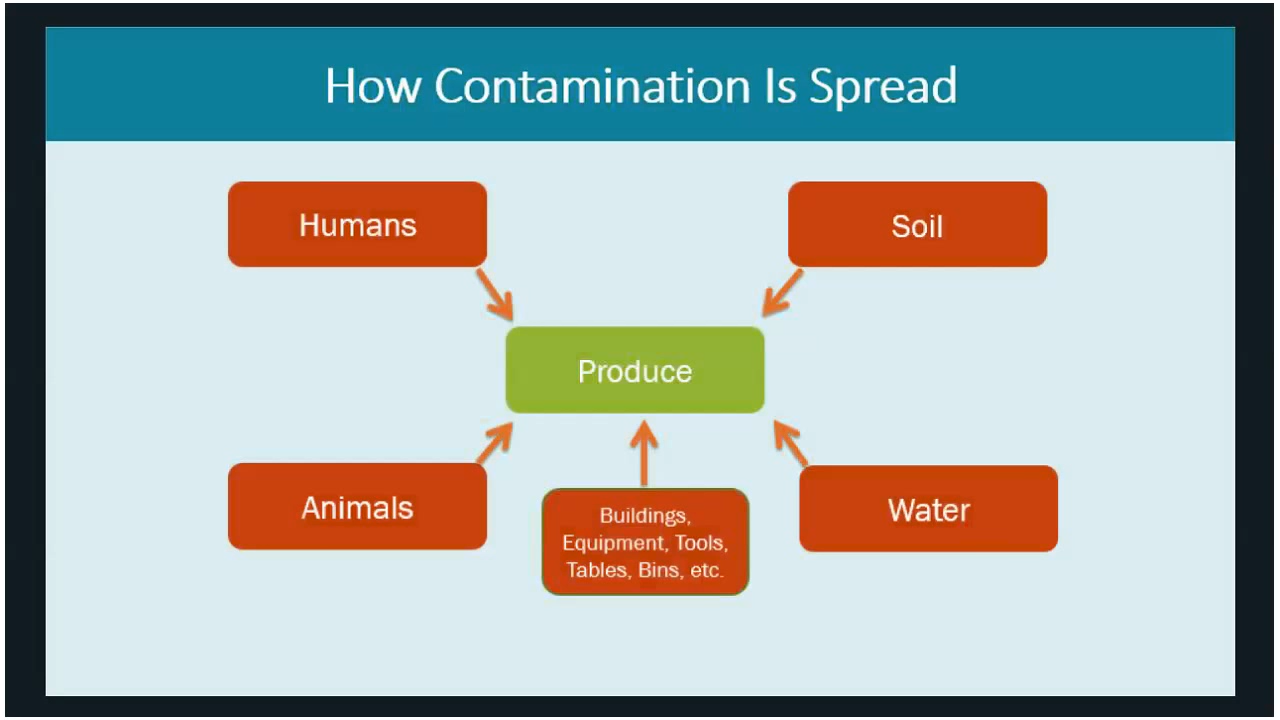 How Contamination Is Spread
Humans
Soil
Produce
Animals
Buildings,
Equipment, Tools,
Tables, Bins, etc.
Water